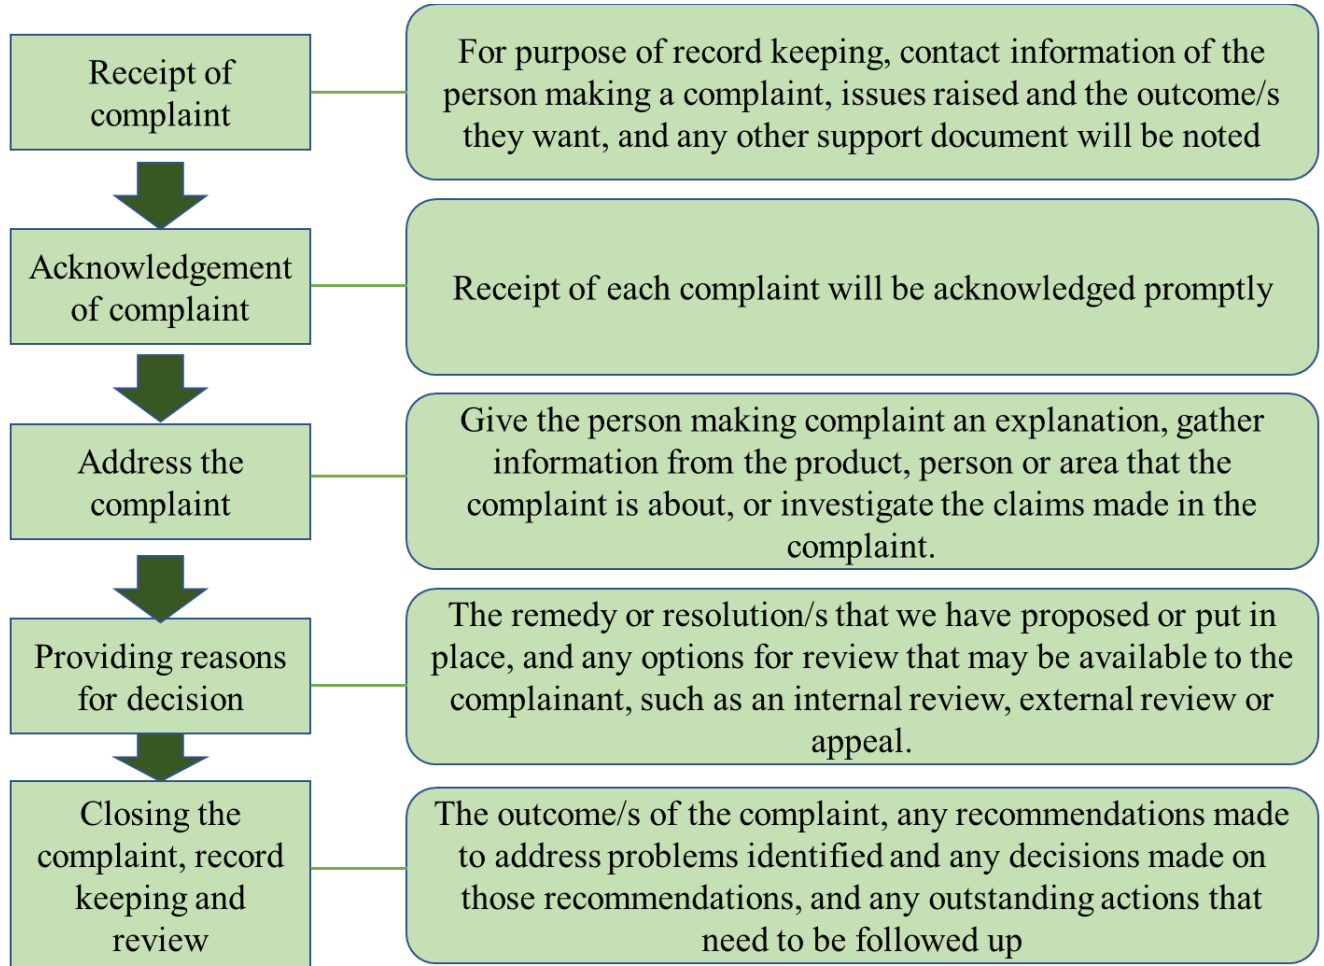 Receipt of
complaint
For purpose of record keeping, contact information of the
person making a complaint, issues raised and the outcome/s
they want, and any other support document will be noted
Acknowledgement
of complaint
Receipt of each complaint will be acknowledged promptly
Address the
complaint
Give the person making complaint an explanation, gather
information from the product, person or area that the
complaint is about, or investigate the claims made in the
complaint.
Providing reasons
for decision
The remedy or resolution/s that we have proposed or put in
place, and any options for review that may be available to the
complainant, such as an internal review, external review or
appeal.
Closing the
complaint, record
keeping and
review
The outcome/s of the complaint, any recommendations made
to address problems identified and any decisions made on
those recommendations, and any outstanding actions that
need to be followed up